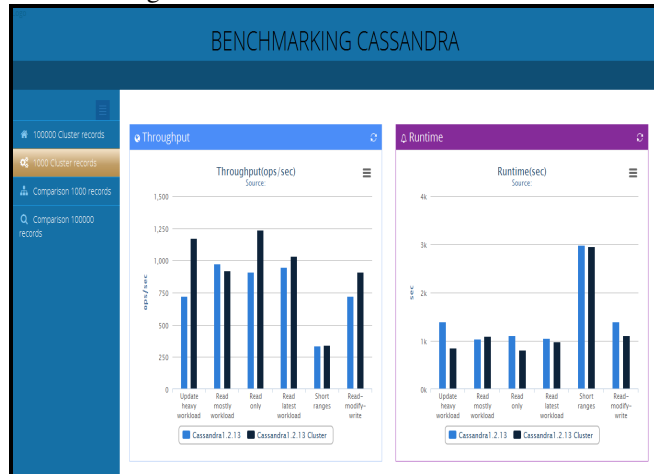 BENCHMARKING CASSANDRA
100000 Cluster records
1000 Cluster records
Comparison 1000 records
Comparison 100000
records
Throughput
Throughput(ops/sec)
Source:
ops/sec
1,500
1,250
1,000
750
500
250
0
Update heavy workload
Read mostly workload
Read only
Read latest workload
Short ranges
Read-modify-write
Cassandra1.2.13 Cassandra1.2.13 Cluster
Runtime
Runtime(sec)
Source:
sec
4k
3k
2k
1k
0k
Update heavy workload
Read mostly workload
Read only
Read latest workload
Short ranges
Read-modify-write
Cassandra1.2.13 Cassandra1.2.13 Cluster